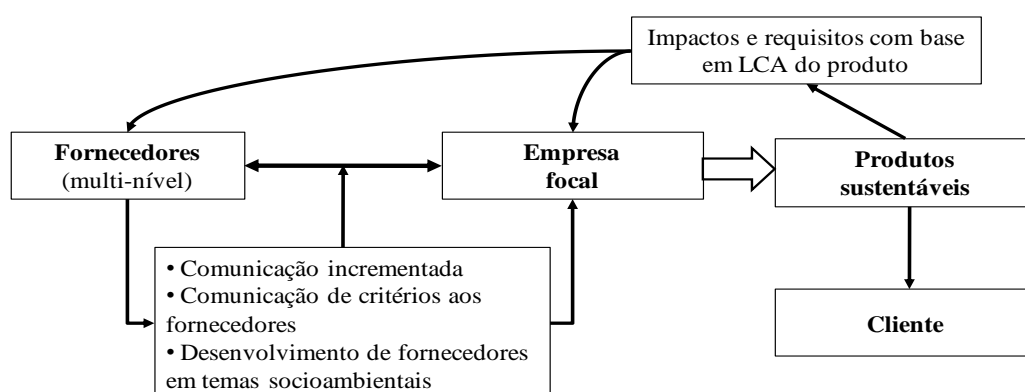 Impactos e requisitos com base
em LCA do produto
Fornecedores
(multi-nível)
Empresa
focal
Produtos
sustentáveis
• Comunicação incrementada
• Comunicação de critérios aos
fornecedores
• Desenvolvimento de fornecedores
em temas socioambientais
Cliente